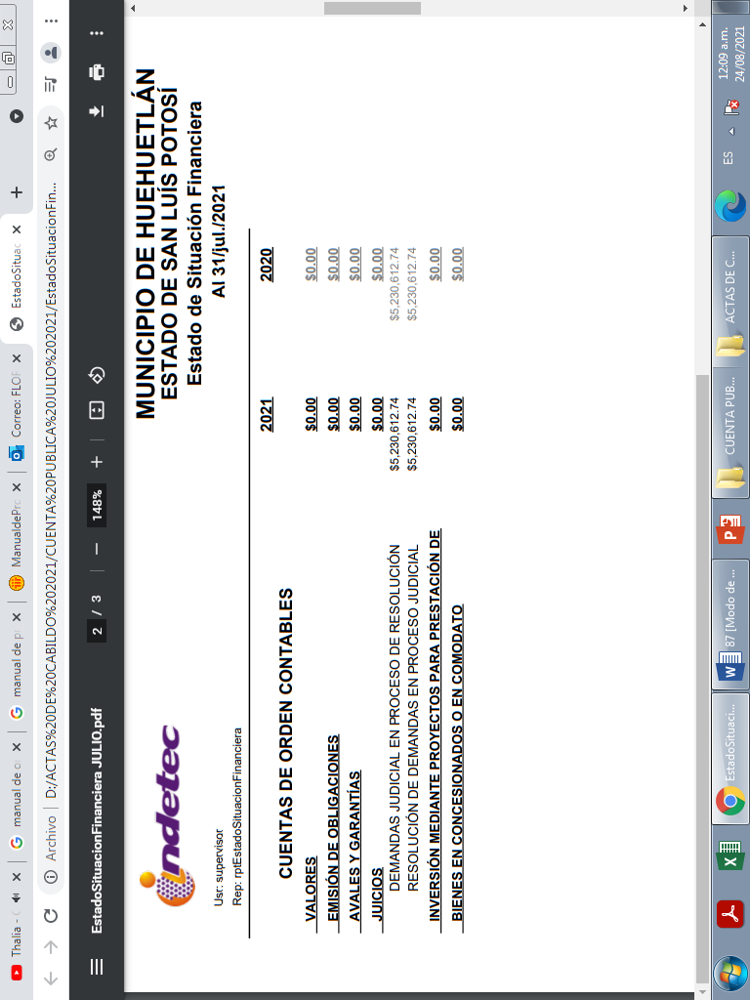 Thalia - (
manual de or
manual de p
ManualdePro
Correo: FLOR
EstadoSituac
Archivo | D:/ACTAS%20DE%20CABILDO%202021/CUENTA%20PUBLICA%20JULIO%202021/EstadoSituacionFin...
EstadoSituacionFinanciera JULIO.pdf
2 / 3
148%
indetec
MUNICIPIO DE HUEHUETLÁN
ESTADO DE SAN LUÍS POTOSÍ
Estado de Situación Financiera
Al 31/jul./2021
Usr: supervisor
Rep: rptEstadoSituacionFinanciera
2021 2020
CUENTAS DE ORDEN CONTABLES
VALORES $0.00 $0.00
EMISIÓN DE OBLIGACIONES $0.00 $0.00
AVALES Y GARANTÍAS $0.00 $0.00
JUICIOS $0.00 $0.00
DEMANDAS JUDICIAL EN PROCESO DE RESOLUCIÓN $5,230,612.74 $5,230,612.74
RESOLUCIÓN DE DEMANDAS EN PROCESO JUDICIAL $5,230,612.74 $5,230,612.74
INVERSIÓN MEDIANTE PROYECTOS PARA PRESTACIÓN DE $0.00 $0.00
BIENES EN CONCESIONADOS O EN COMODATO $0.00 $0.00
EstadoSituaci...
87 [Modo de ...
CUENTA PUB...
ACTAS DE C...
ES
12:09 a.m.
24/08/2021